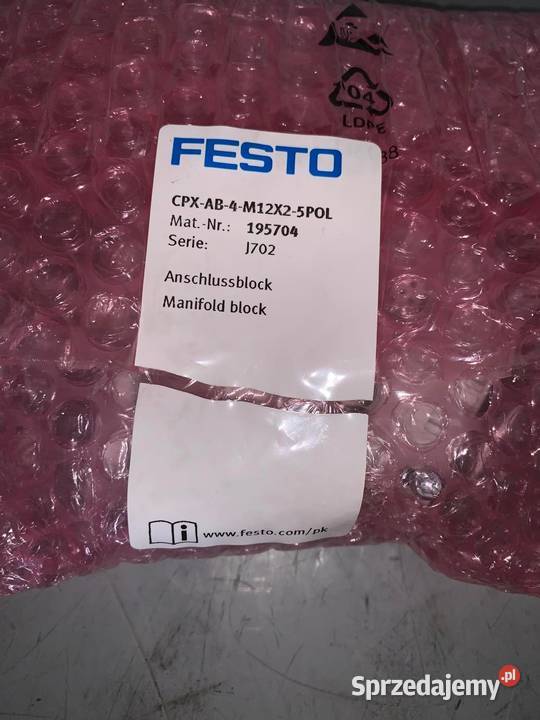 04
LDPE
FESTO
CPX-AB-4-M12X2-5POL
Mat.-Nr.: 195704
Serie: J702
Anschlussblock
Manifold block
i www.festo.com/pk
Sprzedajemy.pl